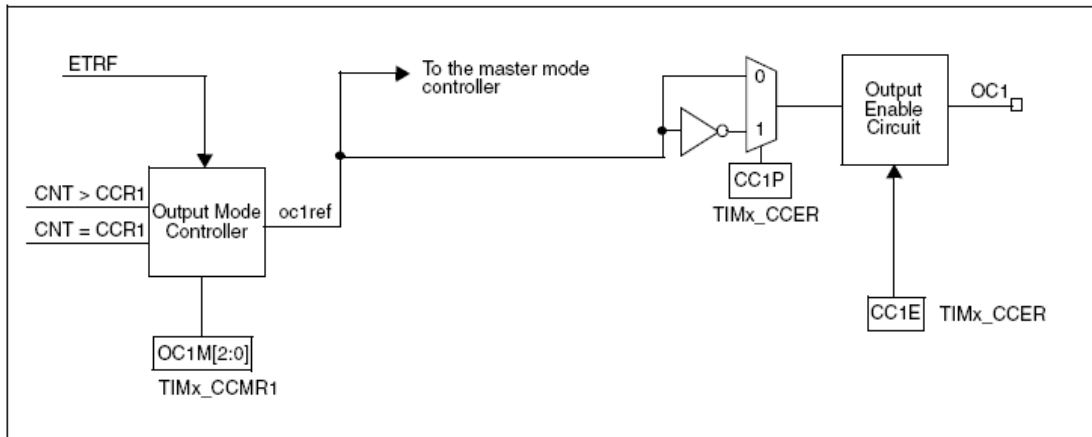 ETRF
To the master mode
controller
0
1
Output
Enable
Circuit
OC1
CNT > CCR1
CNT = CCR1
Output Mode
Controller
oc1ref
CC1P
TIMx_CCER
CC1E
TIMx_CCER
OC1M[2:0]
TIMx_CCMR1